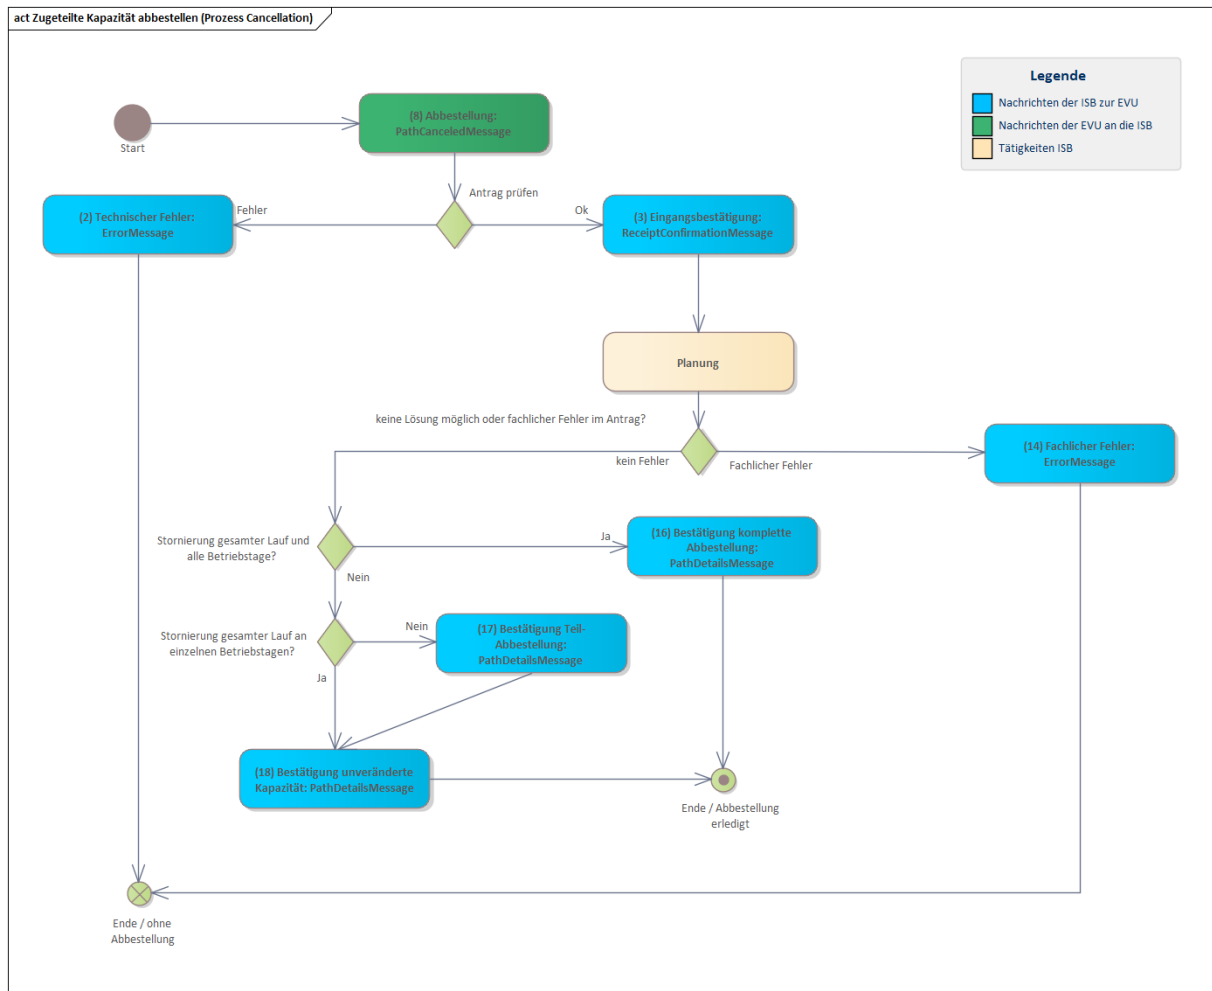 act Zugeteilte Kapazität abbestellen (Prozess Cancellation)
Legende
Nachrichten der ISB zur EVU
Nachrichten der EVU an die ISB
Tätigkeiten ISB
(8) Abbestellung:
PathCanceledMessage
Start
Antrag prüfen
(2) Technischer Fehler:
ErrorMessage
Fehler
Ok
(3) Eingangsbestätigung:
ReceiptConfirmationMessage
Planung
keine Lösung möglich oder fachlicher Fehler im Antrag?
kein Fehler
Fachlicher Fehler
(14) Fachlicher Fehler:
ErrorMessage
Stornierung gesamter Lauf und
alle Betriebstage?
Ja
(16) Bestätigung komplette
Abbestellung:
PathDetailsMessage
Nein
Stornierung gesamter Lauf an
einzelnen Betriebstagen?
Nein
(17) Bestätigung Teil-
Abbestellung:
PathDetailsMessage
Ja
(18) Bestätigung unveränderte
Kapazität: PathDetailsMessage
Ende / Abbestellung
erledigt
Ende / ohne
Abbestellung